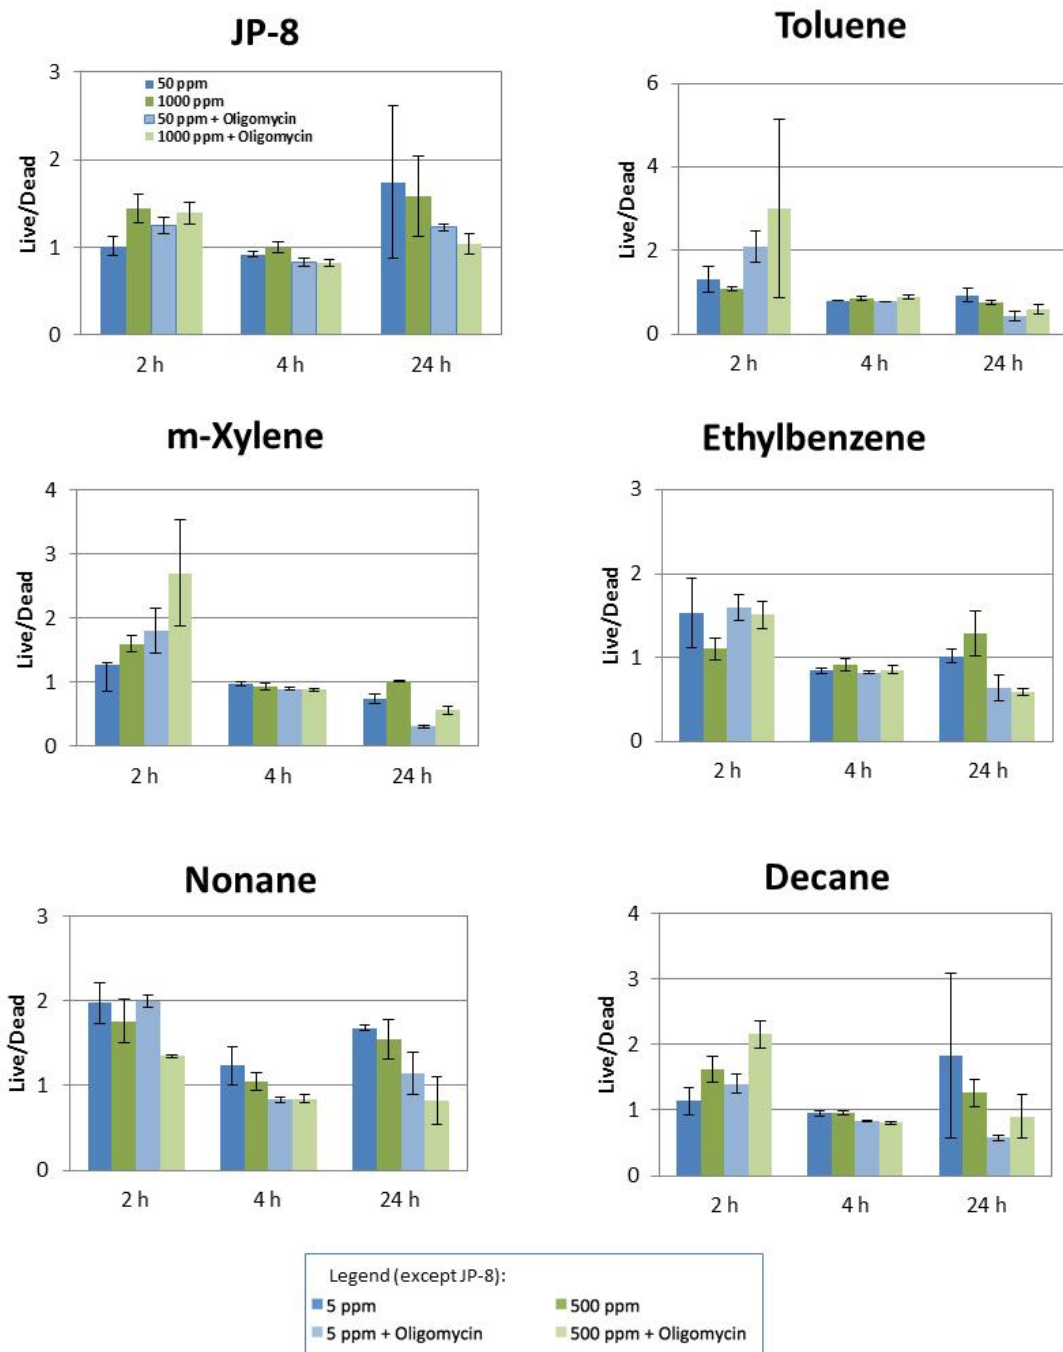 JP-8
3
2
1
0
Live/Dead
50 ppm
1000 ppm
50 ppm + Oligomycin
1000 ppm + Oligomycin
2 h 4 h 24 h
Toluene
6
4
2
0
Live/Dead
2 h 4 h 24 h
m-Xylene
4
3
2
1
0
Live/Dead
2 h 4 h 24 h
Ethylbenzene
3
2
1
0
Live/Dead
2 h 4 h 24 h
Nonane
3
2
1
0
Live/Dead
2 h 4 h 24 h
Decane
4
3
2
1
0
Live/Dead
2 h 4 h 24 h
Legend (except JP-8):
5 ppm 500 ppm
5 ppm + Oligomycin 500 ppm + Oligomycin